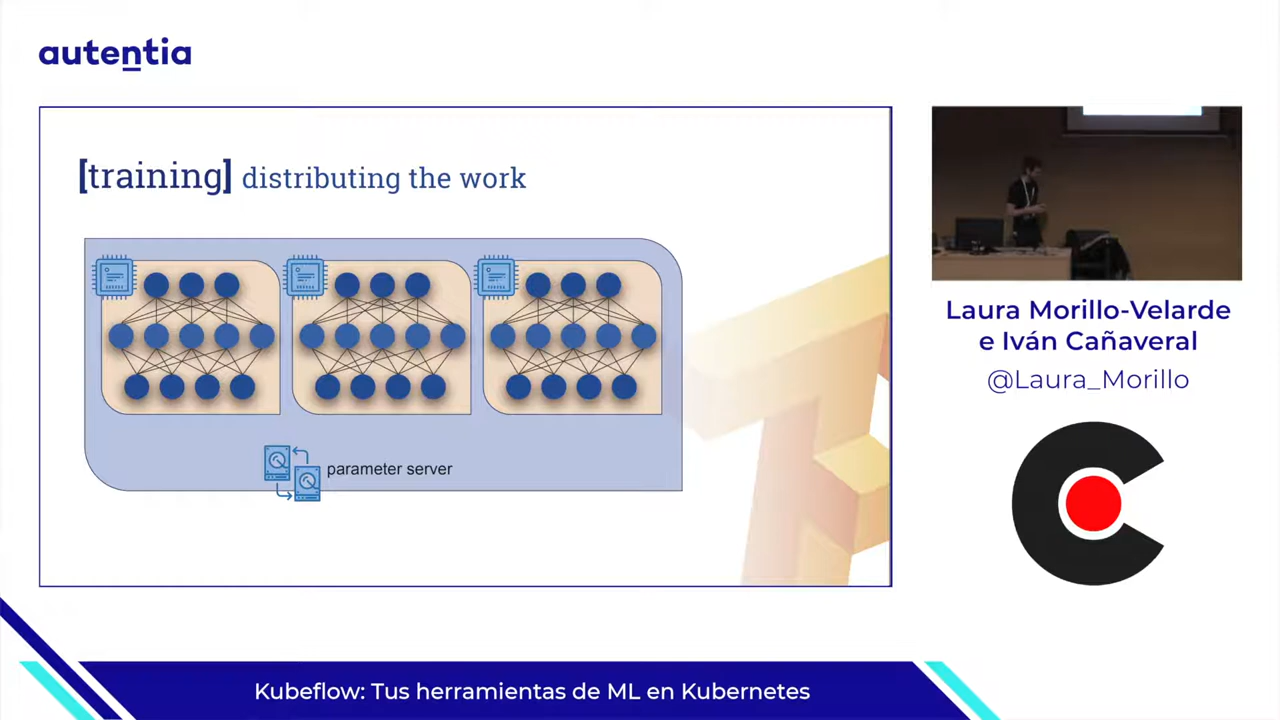 autentia
[training] distributing the work
parameter server
Laura Morillo-Velarde
e Iván Cañaveral
@Laura_Morillo
Kubeflow: Tus herramientas de ML en Kubernetes